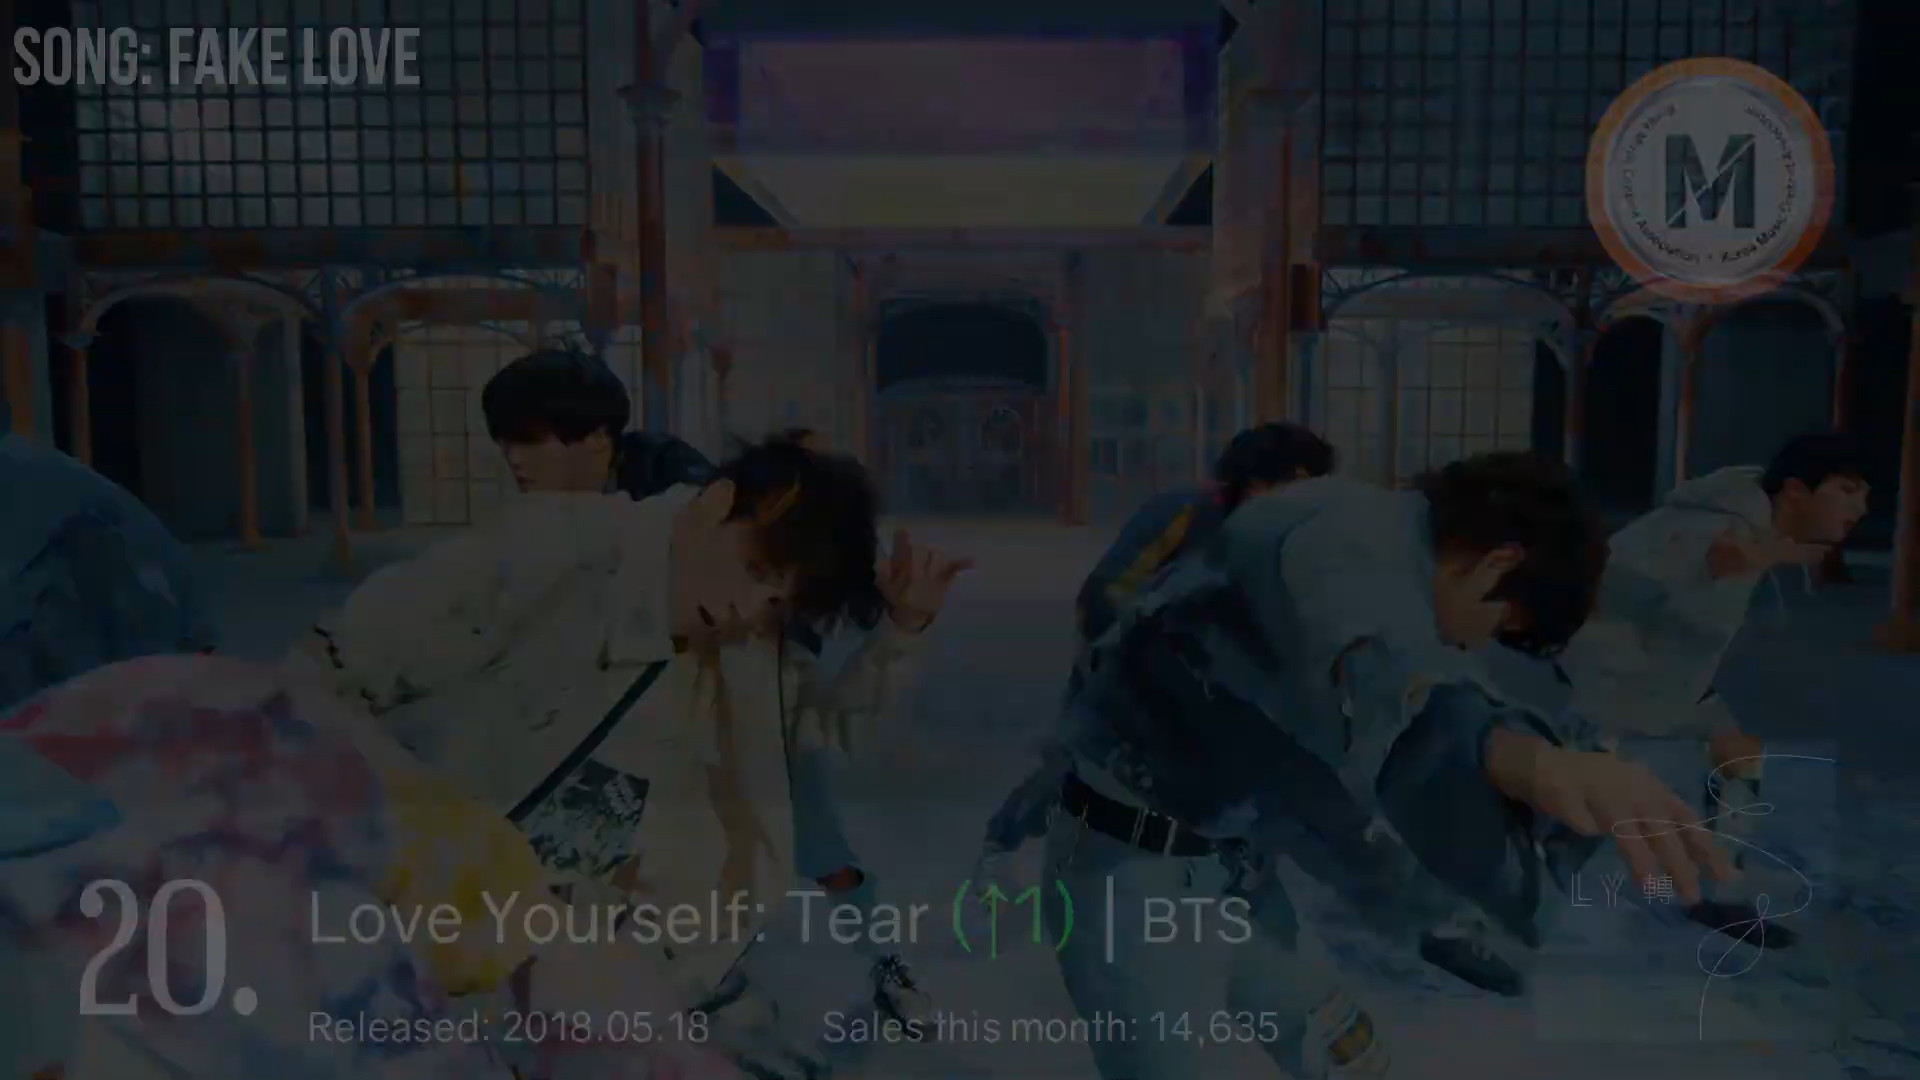 SONG: FAKE LOVE
M
LY 轉
20.
Love Yourself: Tear (↑1) | BTS
Released: 2018.05.18
Sales this month: 14,635